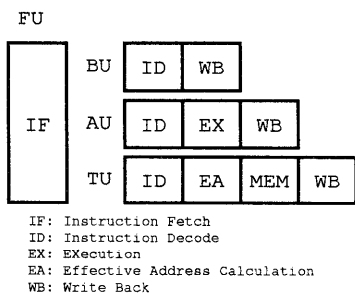 FU
BU ID WB
IF AU ID EX WB
TU ID EA MEM WB
IF: Instruction Fetch
ID: Instruction Decode
EX: EXecution
EA: Effective Address Calculation
WB: Write Back